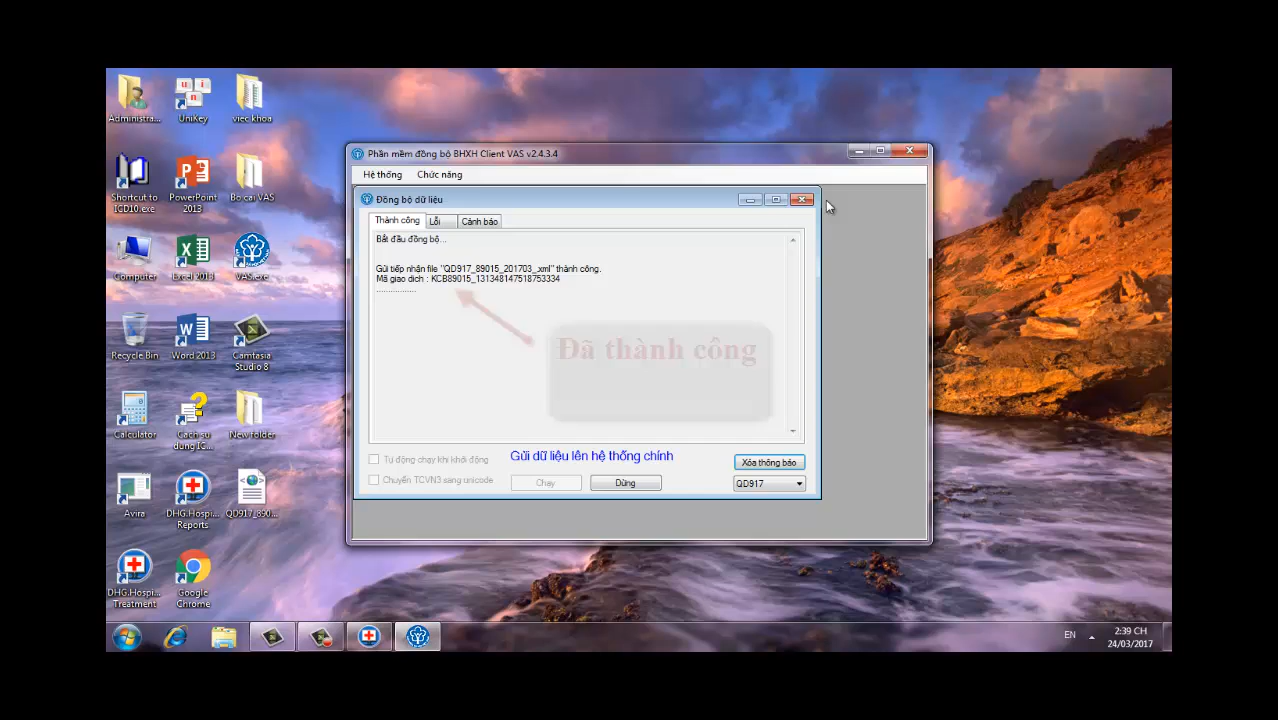 Administra...
UniKey
viec khoa
Shortcut to
ICD10.exe
PowerPoint
2013
Bo cai VAS
Computer
Excel 2013
VAS.exe
Recycle Bin
Word 2013
Camtasia
Studio 8
Calculator
Cach su
dung IC...
New folder
Avira
DHG.Hospi...
Reports
QD917_890...
DHG.Hospi...
Treatment
Google
Chrome
Phần mềm đồng bộ BHXH Client VAS v2.4.3.4
Hệ thống
Chức năng
Đồng bộ dữ liệu
Thành công
Lỗi
Cảnh báo
Bắt đầu đồng bộ...
Gửi tiếp nhận file "QD917_89015_201703_.xml" thành công.
Mã giao dịch : KCB89015_131348147518753334
.................
Đã thành công
Tự động chạy khi khởi động
Gửi dữ liệu lên hệ thống chính
Xóa thông báo
Chuyển TCVN3 sang unicode
Chạy
Dừng
QD917
EN
2:39 CH
24/03/2017